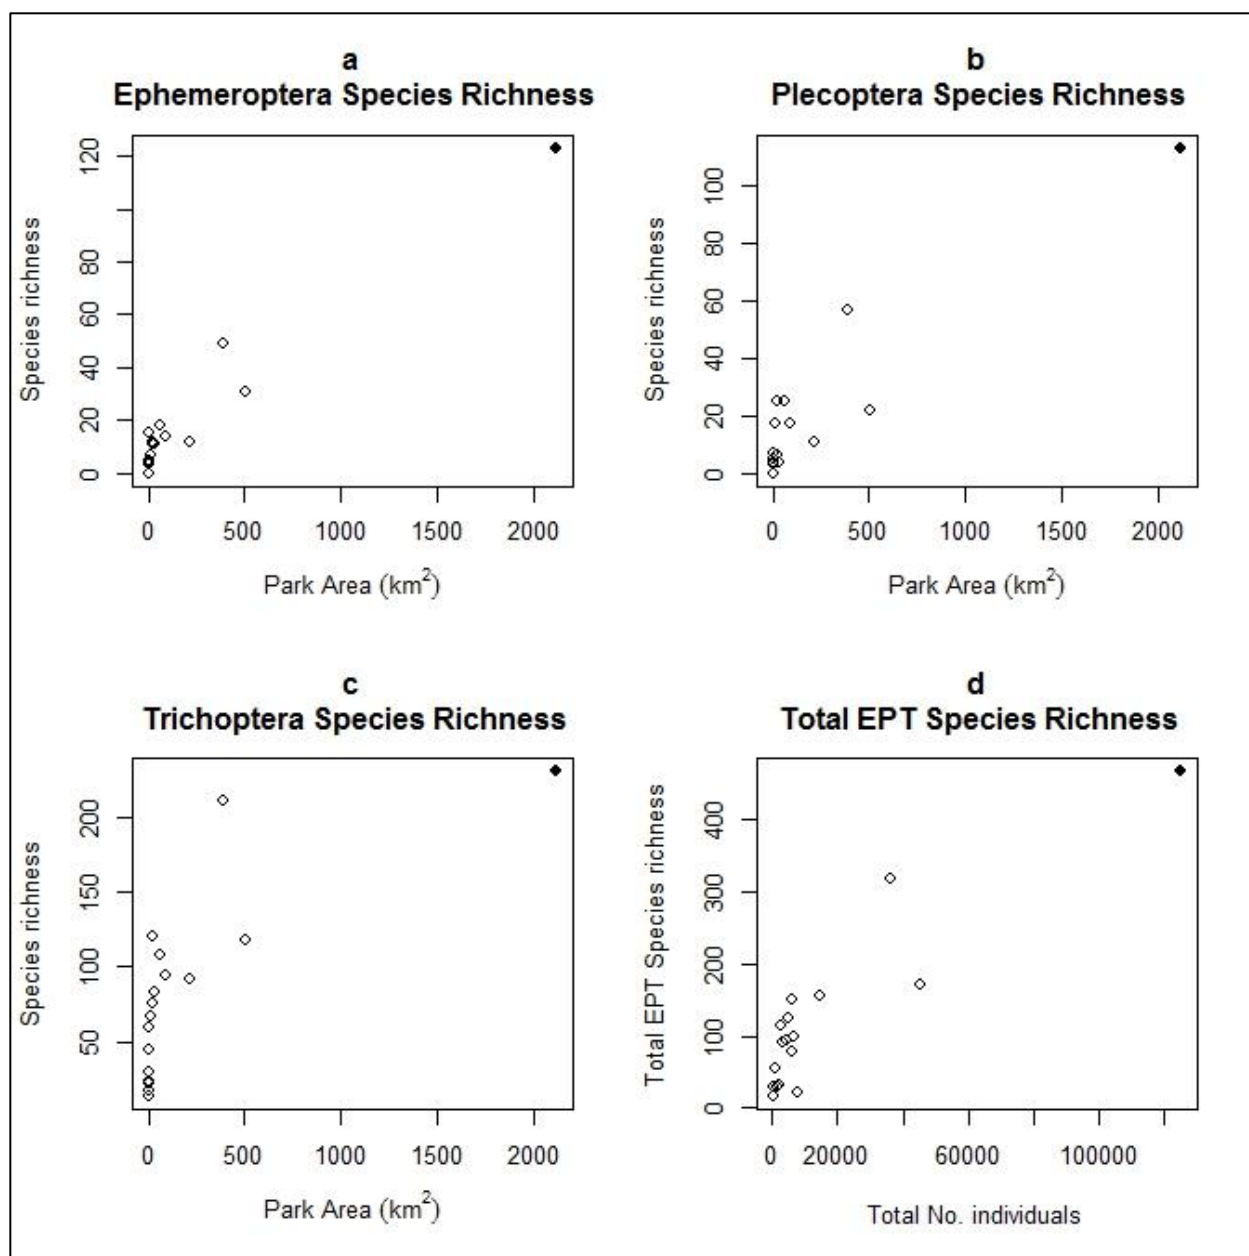 a
Ephemeroptera Species Richness
Species richness
0 20 40 60 80 120
0 500 1000 1500 2000
Park Area (km²)
b
Plecoptera Species Richness
Species richness
0 20 40 60 80 100
0 500 1000 1500 2000
Park Area (km²)
c
Trichoptera Species Richness
Species richness
50 100 150 200
0 500 1000 1500 2000
Park Area (km²)
d
Total EPT Species Richness
Total EPT Species richness
0 100 200 300 400
0 20000 60000 100000
Total No. individuals